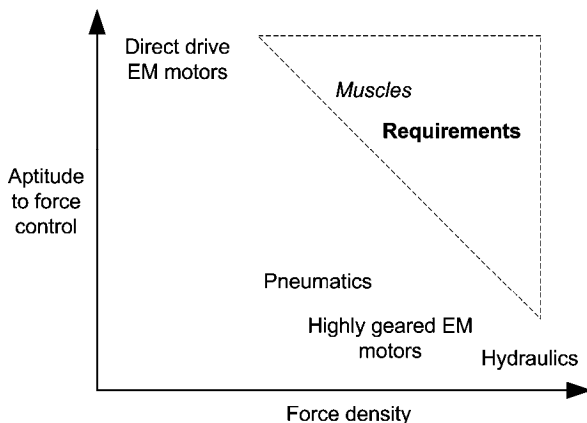 Direct drive
EM motors
Muscles
Requirements
Aptitude
to force
control
Pneumatics
Highly geared EM
motors
Hydraulics
Force density